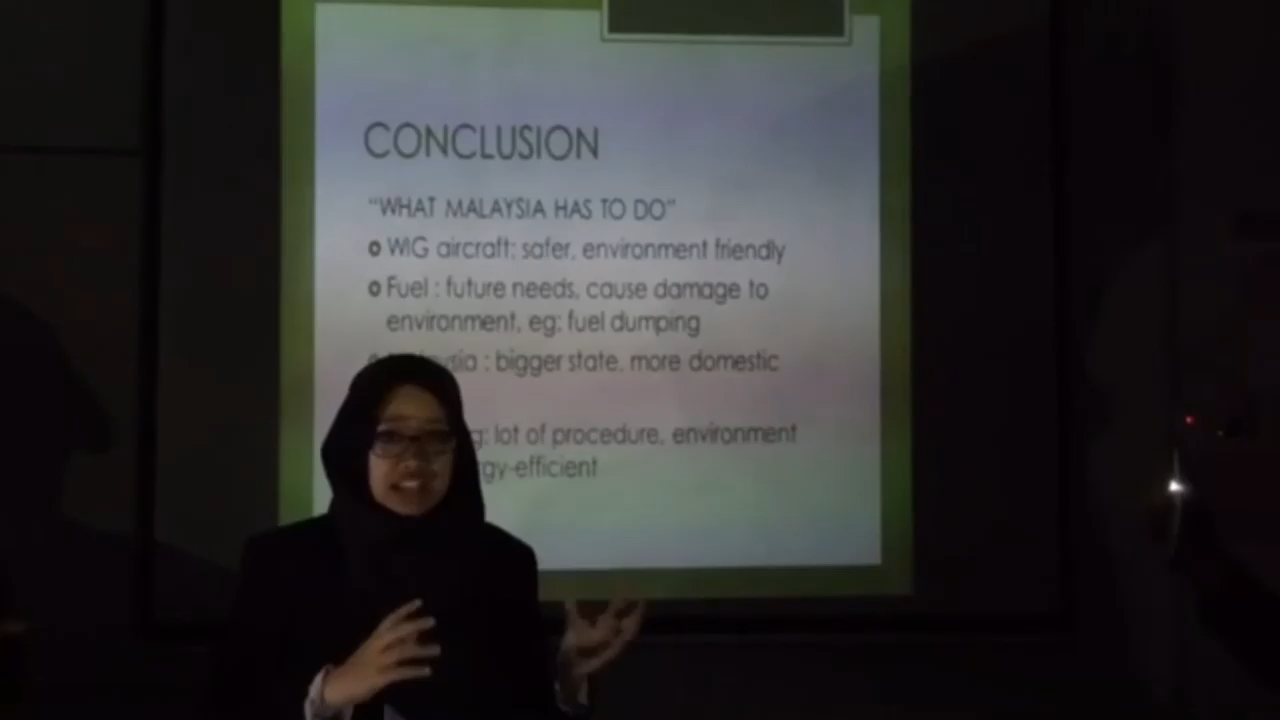 CONCLUSION
“WHAT MALAYSIA HAS TO DO”
WIG aircraft: safer, environment friendly
Fuel : future needs, cause damage to
environment, eg: fuel dumping
: bigger state, more domestic
: lot of procedure, environment
efficient